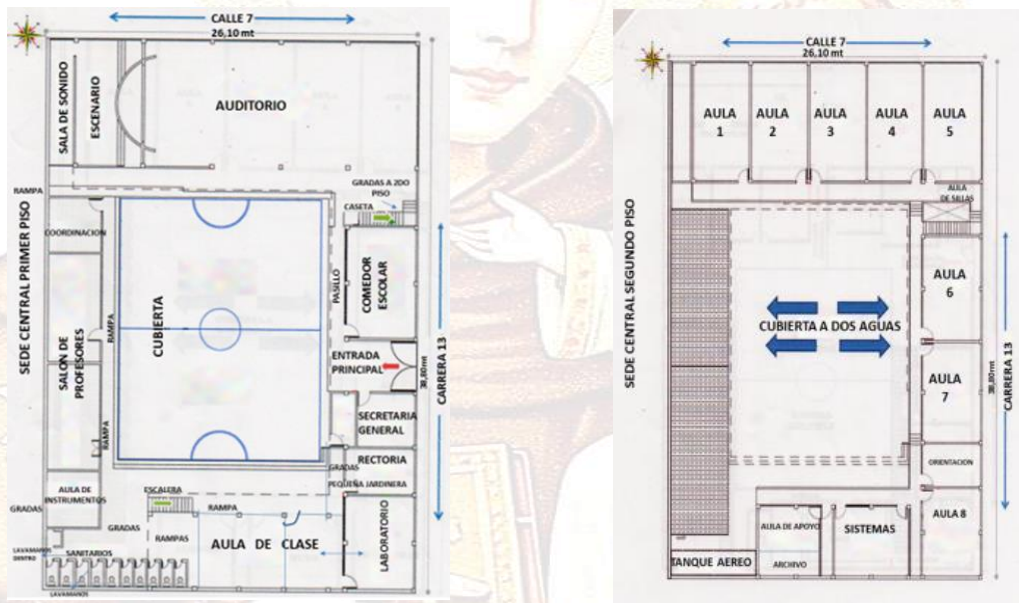 CALLE 7
26,10 mt
SALA DE SONIDO
ESCENARIO
AUDITORIO
RAMPA
GRADAS A 2DO
PISO
CASETA
SEDE CENTRAL PRIMER PISO
COORDINACION
SALON DE
PROFESORES
RAMPA
RAMPA
CUBIERTA
PASILLO
COMEDOR
ESCOLAR
ENTRADA
PRINCIPAL
38,80mt
CARRERA 13
SECRETARIA
GENERAL
RECTORIA
GRADAS
PEQUEÑA JARDINERA
AULA DE
INSTRUMENTOS
ESCALERA
GRADAS
RAMPA
GRADAS
RAMPAS
AULA DE CLASE
LABORATORIO
LAVAMANOS
DENTRO
SANITARIOS
LAVAMANOS
CALLE 7
26,10 mt
AULA
1
AULA
2
AULA
3
AULA
4
AULA
5
AULA
DE SILLAS
SEDE CENTRAL SEGUNDO PISO
AULA
6
CUBIERTA A DOS AGUAS
38,80mt
CARRERA 13
AULA
7
ORIENTACION
AULA 8
AULA DE APOYO
SISTEMAS
TANQUE AEREO
ARCHIVO